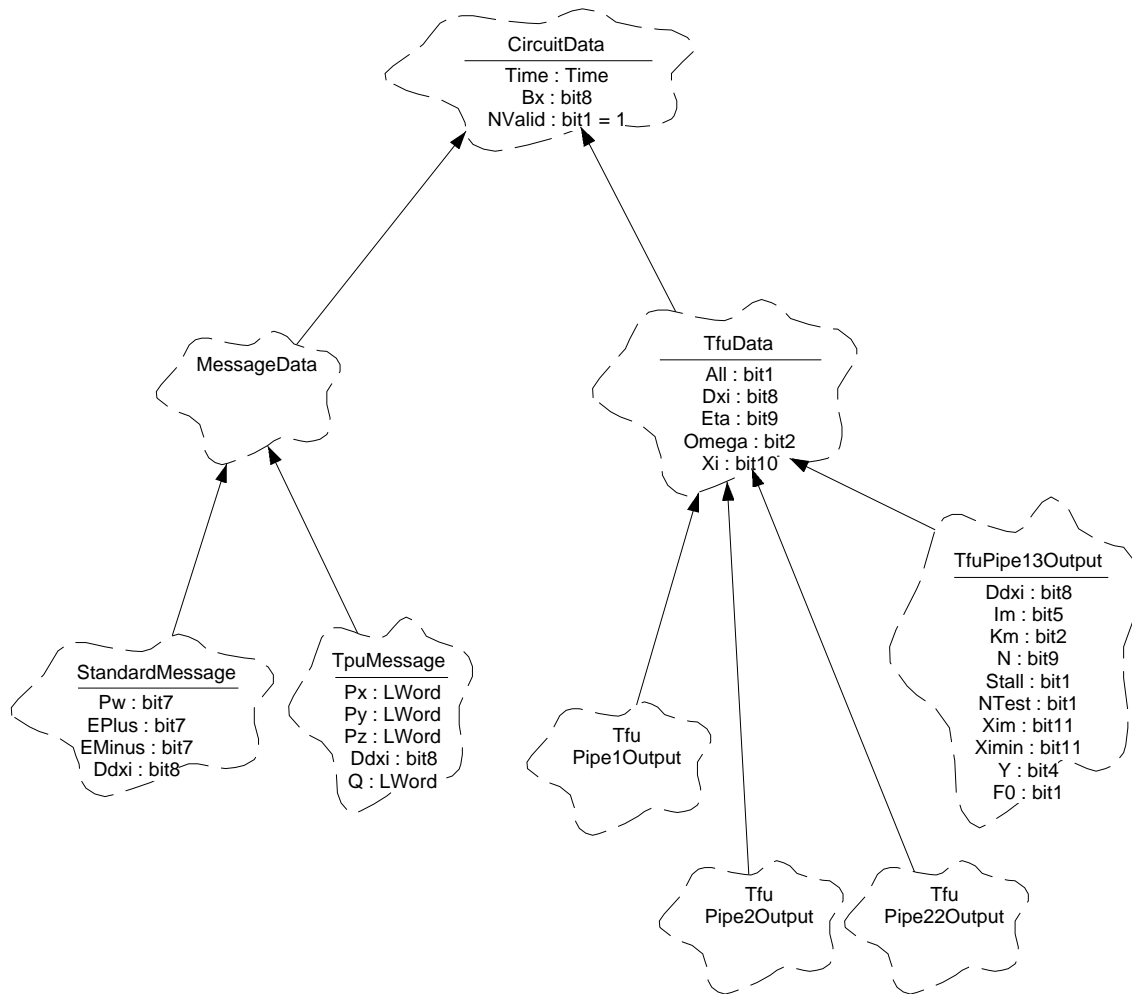 CircuitData
Time : Time
Bx : bit8
NValid : bit1 = 1
MessageData
TfuData
All : bit1
Dxi : bit8
Eta : bit9
Omega : bit2
Xi : bit10
StandardMessage
Pw : bit7
EPlus : bit7
EMinus : bit7
Ddxi : bit8
TpuMessage
Px : LWord
Py : LWord
Pz : LWord
Ddxi : bit8
Q : LWord
Tfu
Pipe1Output
TfuPipe13Output
Ddxi : bit8
Im : bit5
Km : bit2
N : bit9
Stall : bit1
NTest : bit1
Xim : bit11
Ximin : bit11
Y : bit4
F0 : bit1
Tfu
Pipe2Output
Tfu
Pipe22Output